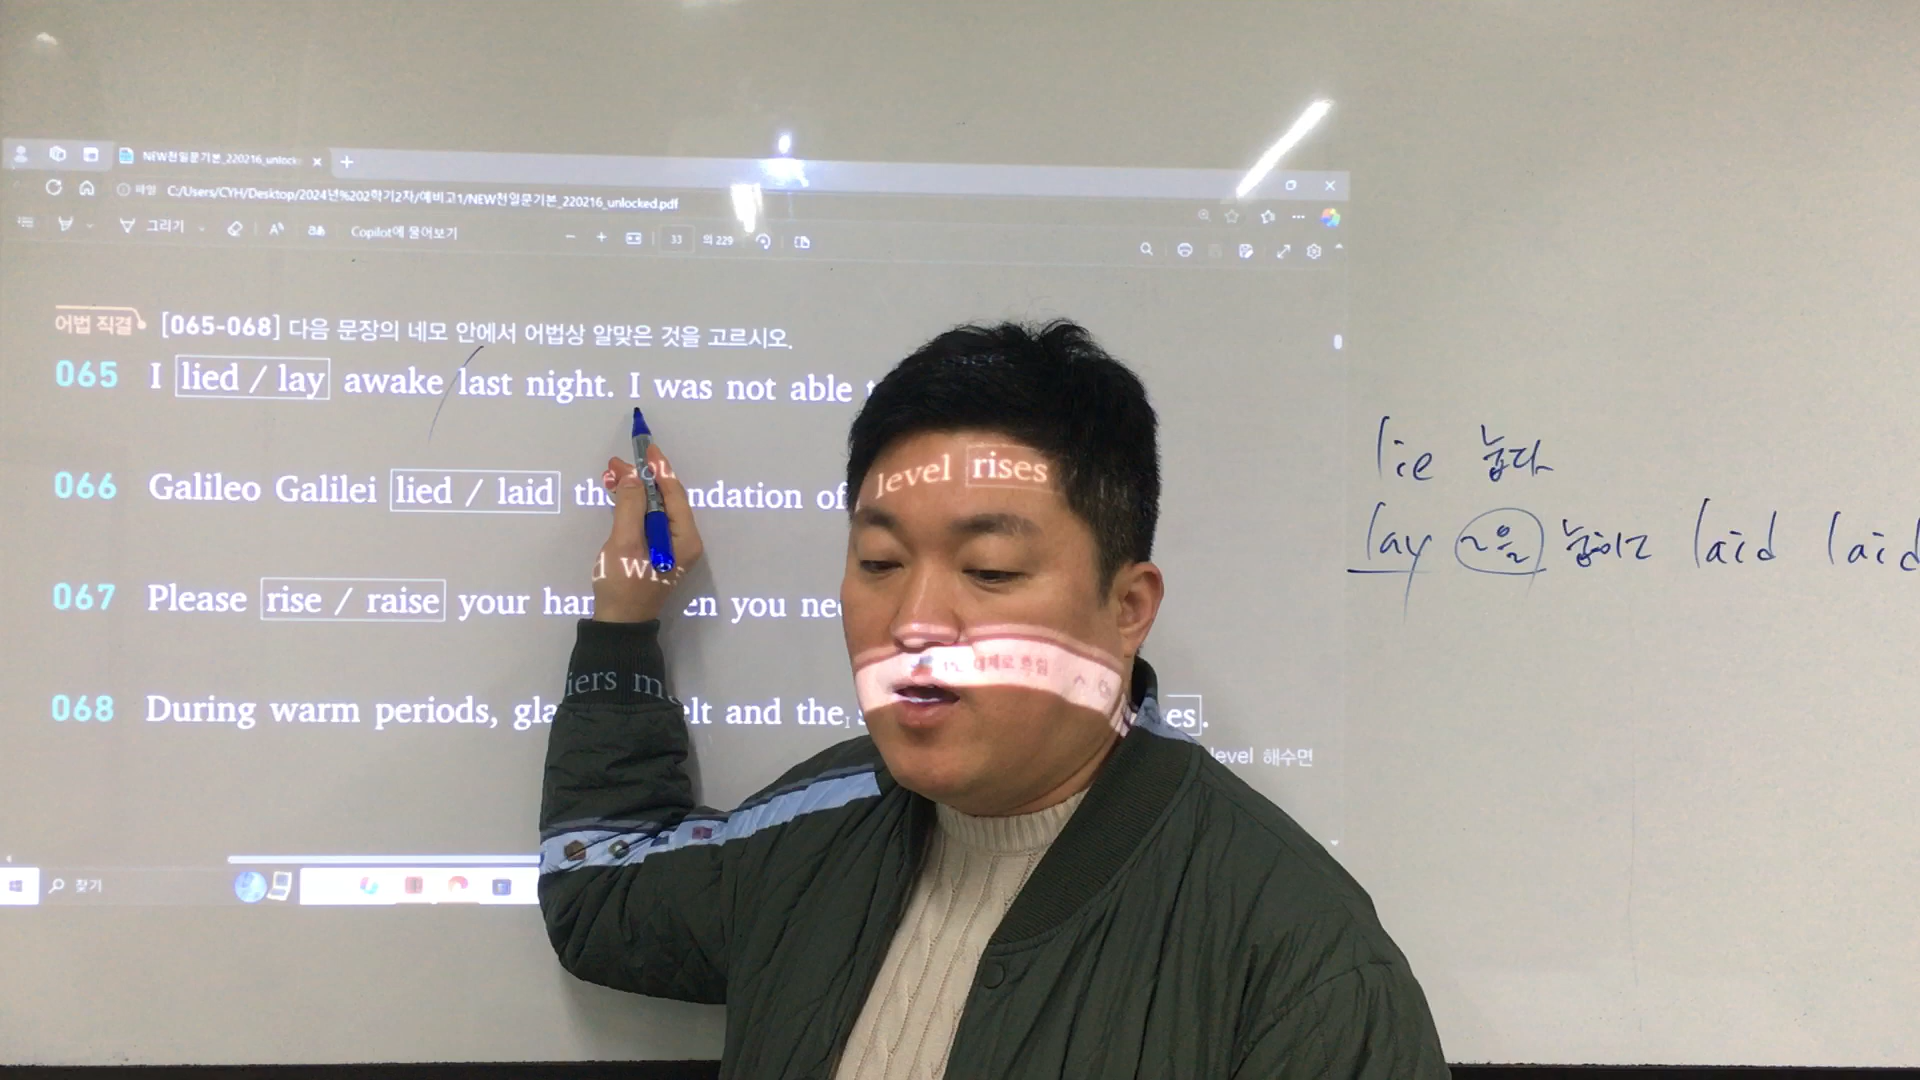 NEW천일문기본_220216_unlock
파일 C:/Users/CYH/Desktop/2024년%202학기2차/예비고1/NEW천일문기본_220216_unlocked.pdf
그리기 Copilot에 물어보기 33 의 229
어법 직결 [065-068] 다음 문장의 네모 안에서 어법상 알맞은 것을 고르시오.
065 I lied / lay awake last night. I was not able
066 Galileo Galilei lied / laid the ndation of
level rises
067 Please rise / raise your han en you nee
068 During warm periods, gla elt and the s es.
iers m
level 해수면
찾기
lie 눕다
lay ~을 눕히다 laid laid